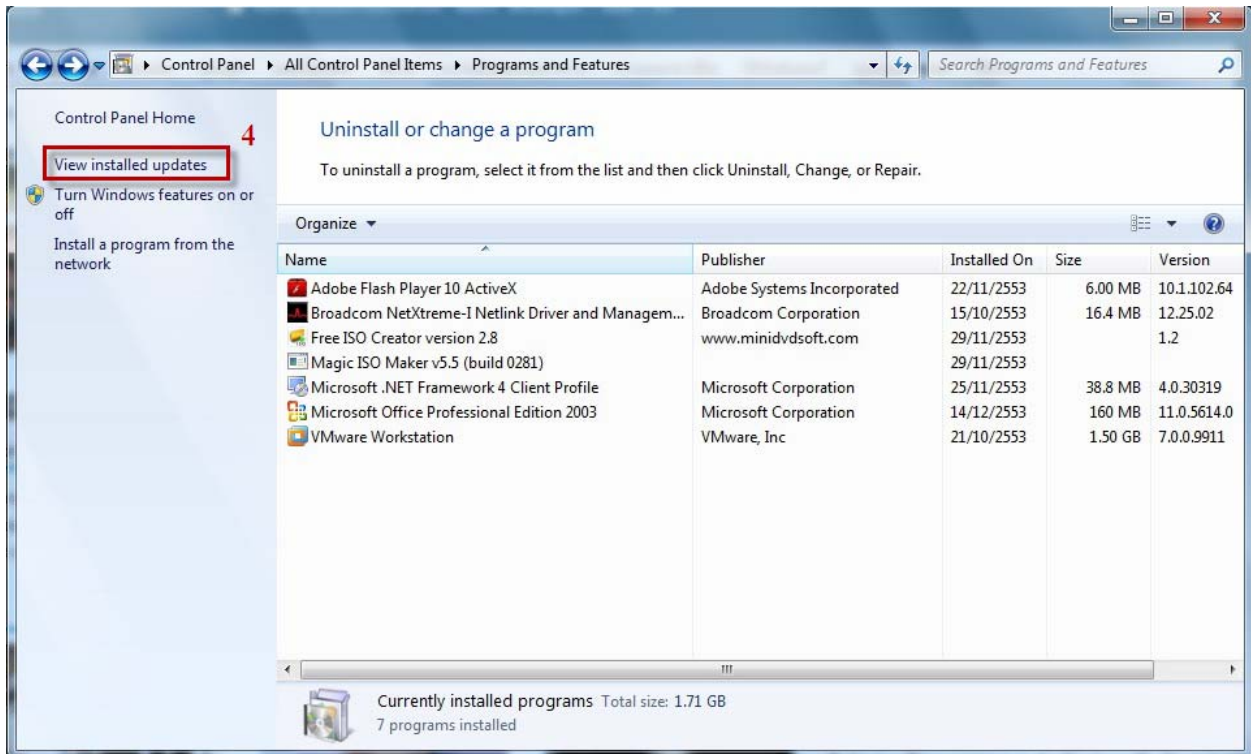 Control Panel ▸ All Control Panel Items ▸ Programs and Features
Search Programs and Features
Control Panel Home
4
View installed updates
Turn Windows features on or
off
Install a program from the
network
Uninstall or change a program
To uninstall a program, select it from the list and then click Uninstall, Change, or Repair.
Organize
Name Publisher Installed On Size Version
Adobe Flash Player 10 ActiveX Adobe Systems Incorporated 22/11/2553 6.00 MB 10.1.102.64
Broadcom NetXtreme-I Netlink Driver and Managem... Broadcom Corporation 15/10/2553 16.4 MB 12.25.02
Free ISO Creator version 2.8 www.minidvdsoft.com 29/11/2553 1.2
Magic ISO Maker v5.5 (build 0281) 29/11/2553
Microsoft .NET Framework 4 Client Profile Microsoft Corporation 25/11/2553 38.8 MB 4.0.30319
Microsoft Office Professional Edition 2003 Microsoft Corporation 14/12/2553 160 MB 11.0.5614.0
VMware Workstation VMware, Inc 21/10/2553 1.50 GB 7.0.0.9911
Currently installed programs Total size: 1.71 GB
7 programs installed